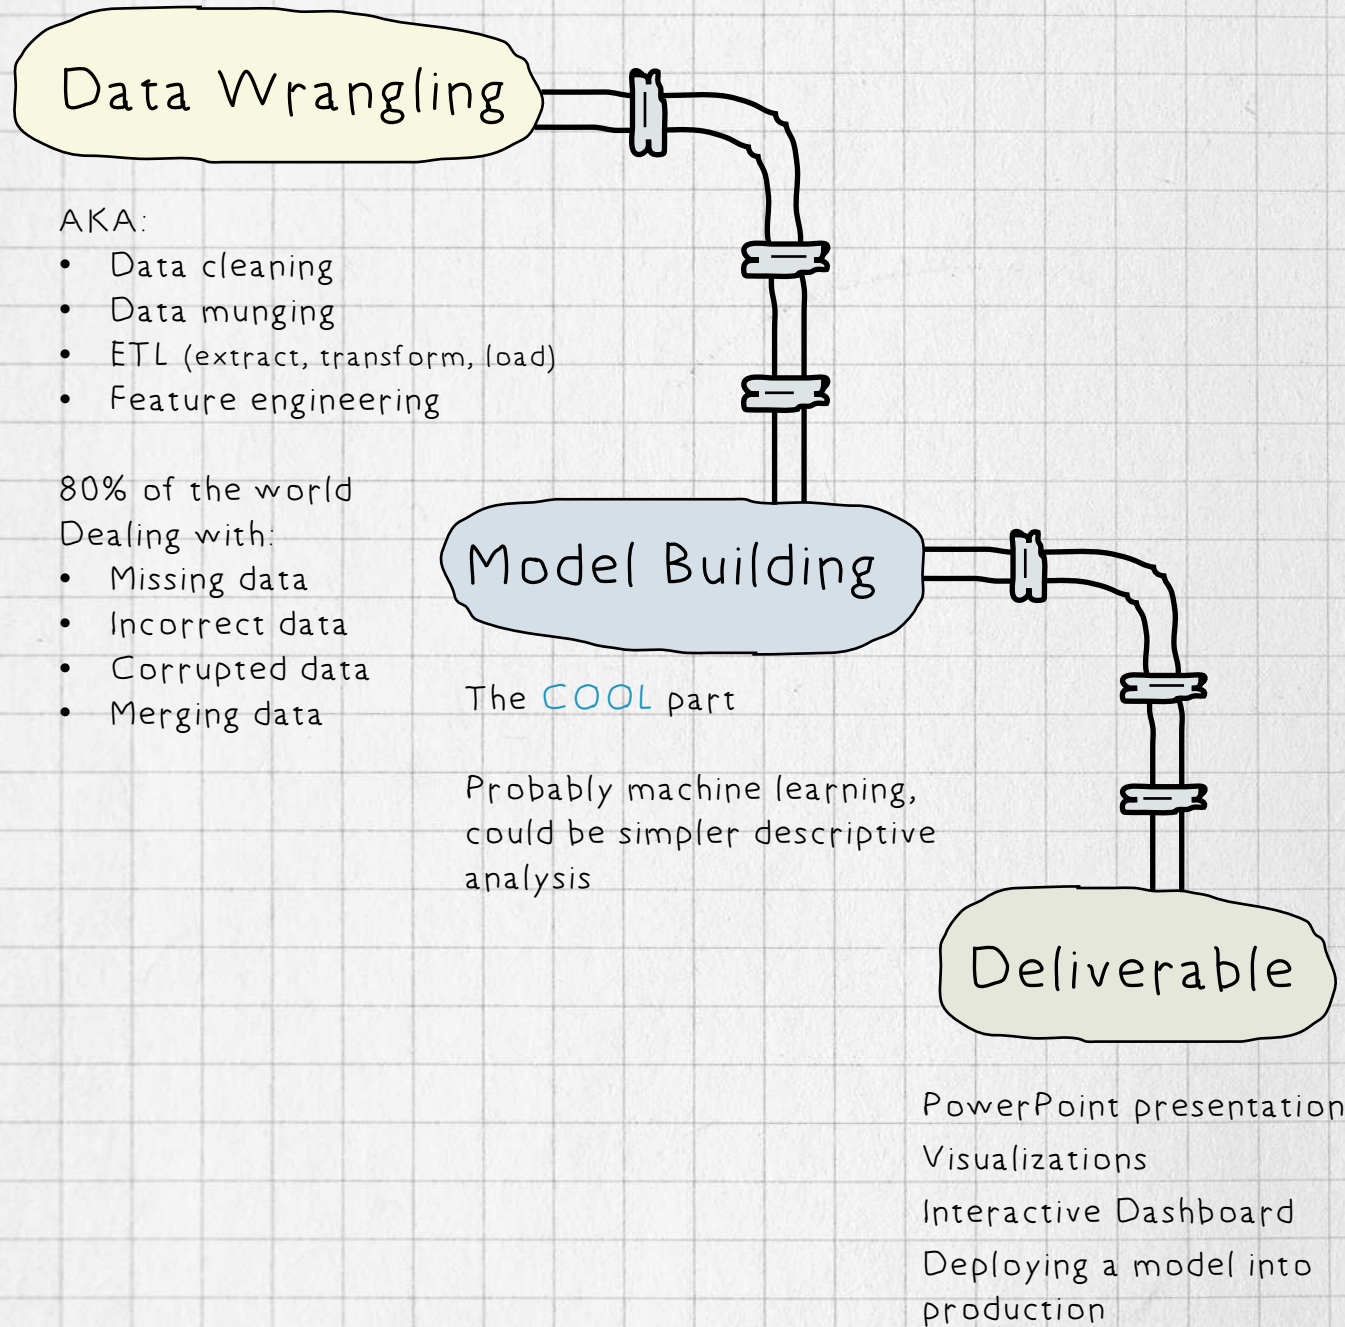 Data Wrangling
AKA:
• Data cleaning
• Data munging
• ETL (extract, transform, load)
• Feature engineering
80% of the world
Dealing with:
• Missing data
• Incorrect data
• Corrupted data
• Merging data
Model Building
The COOL part
Probably machine learning,
could be simpler descriptive
analysis
Deliverable
PowerPoint presentation
Visualizations
Interactive Dashboard
Deploying a model into
production